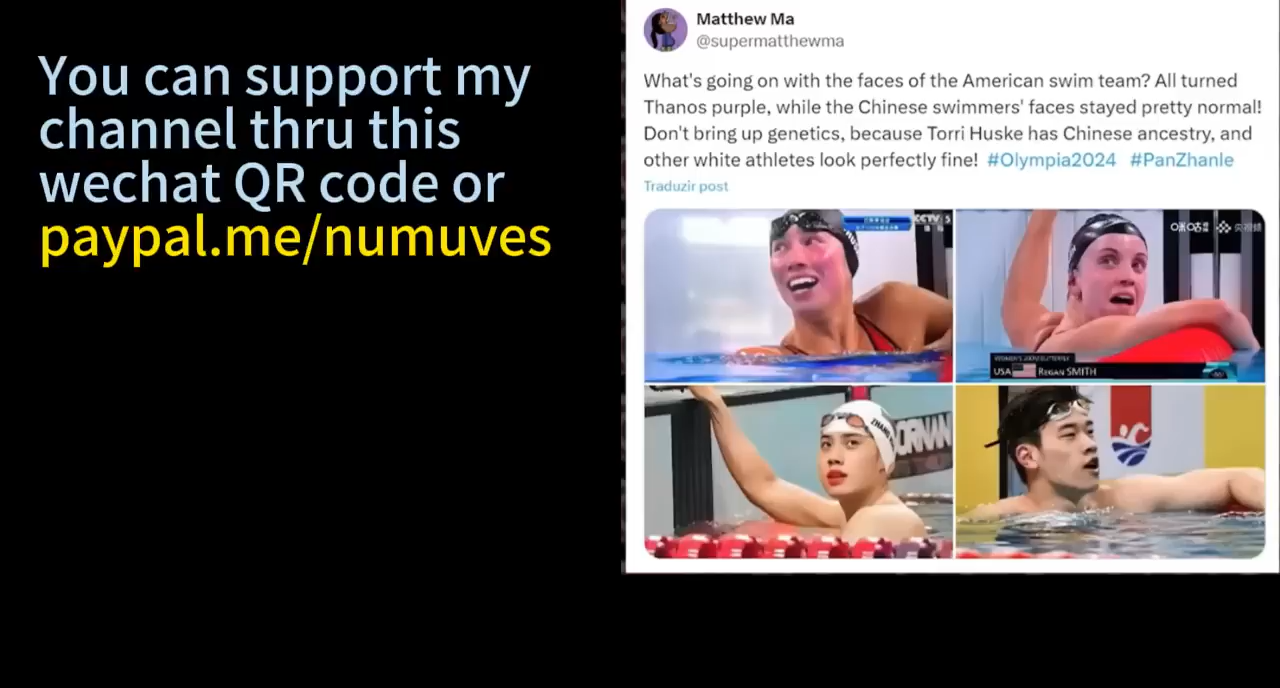 You can support my
channel thru this
wechat QR code or
paypal.me/numuves
Matthew Ma
@supermatthewma
What's going on with the faces of the American swim team? All turned
Thanos purple, while the Chinese swimmers' faces stayed pretty normal!
Don't bring up genetics, because Torri Huske has Chinese ancestry, and
other white athletes look perfectly fine! #Olympia2024 #PanZhanle
Traduzir post
CCTV 5
USA REGAN SMITH
ZHANG